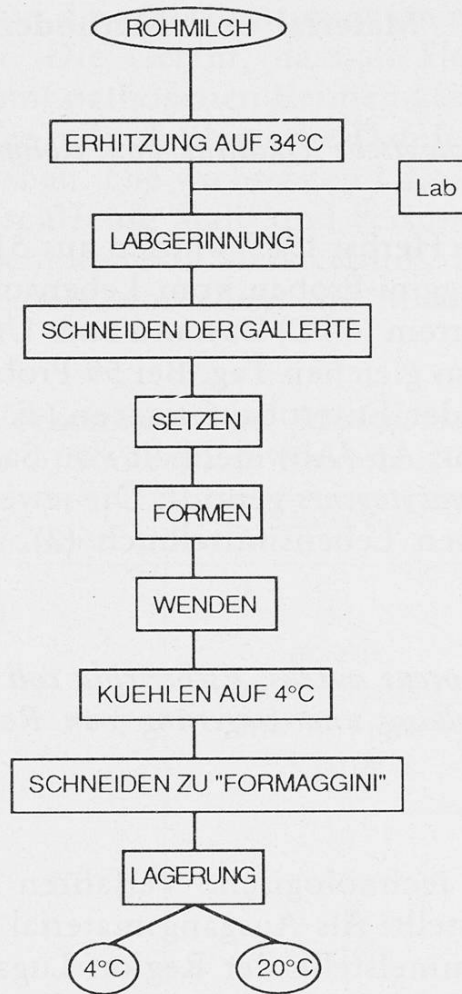 ROHMILCH
ERHITZUNG AUF 34°C
Lab
LABGERINNUNG
SCHNEIDEN DER GALLERTE
SETZEN
FORMEN
WENDEN
KUEHLEN AUF 4°C
SCHNEIDEN ZU "FORMAGGINI"
LAGERUNG
4°C
20°C